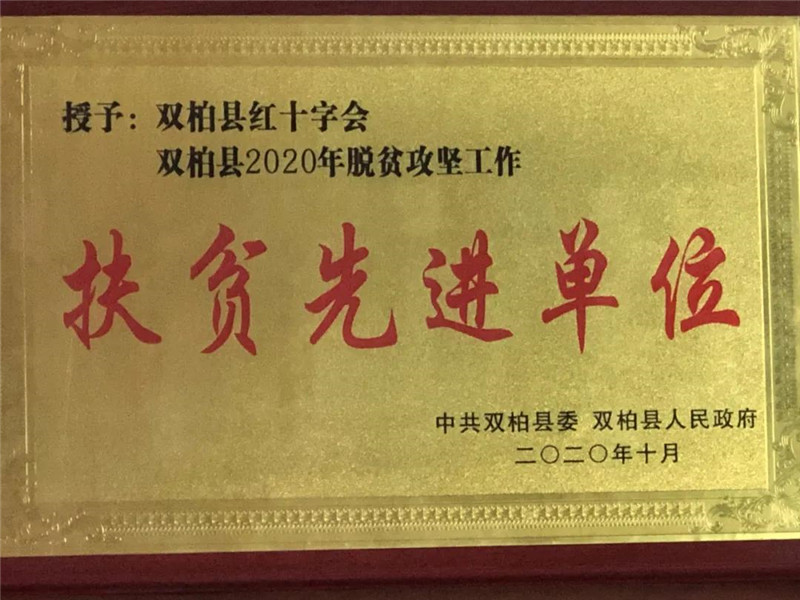 授予：双柏县红十字会
双柏县2020年脱贫攻坚工作
扶贫先进单位
中共双柏县委 双柏县人民政府
二〇二〇年十月